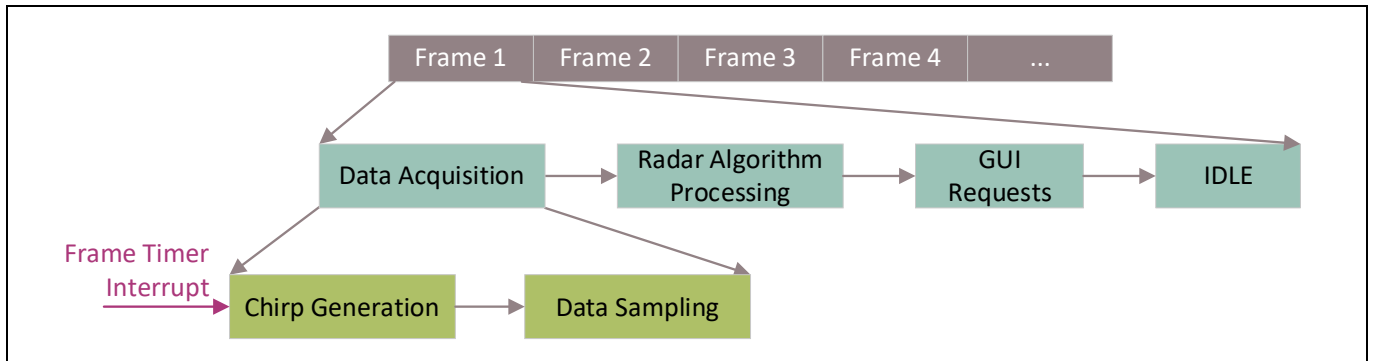 Frame 1 Frame 2 Frame 3 Frame 4 ...
Data Acquisition
Radar Algorithm
Processing
GUI
Requests
IDLE
Frame Timer
Interrupt
Chirp Generation
Data Sampling